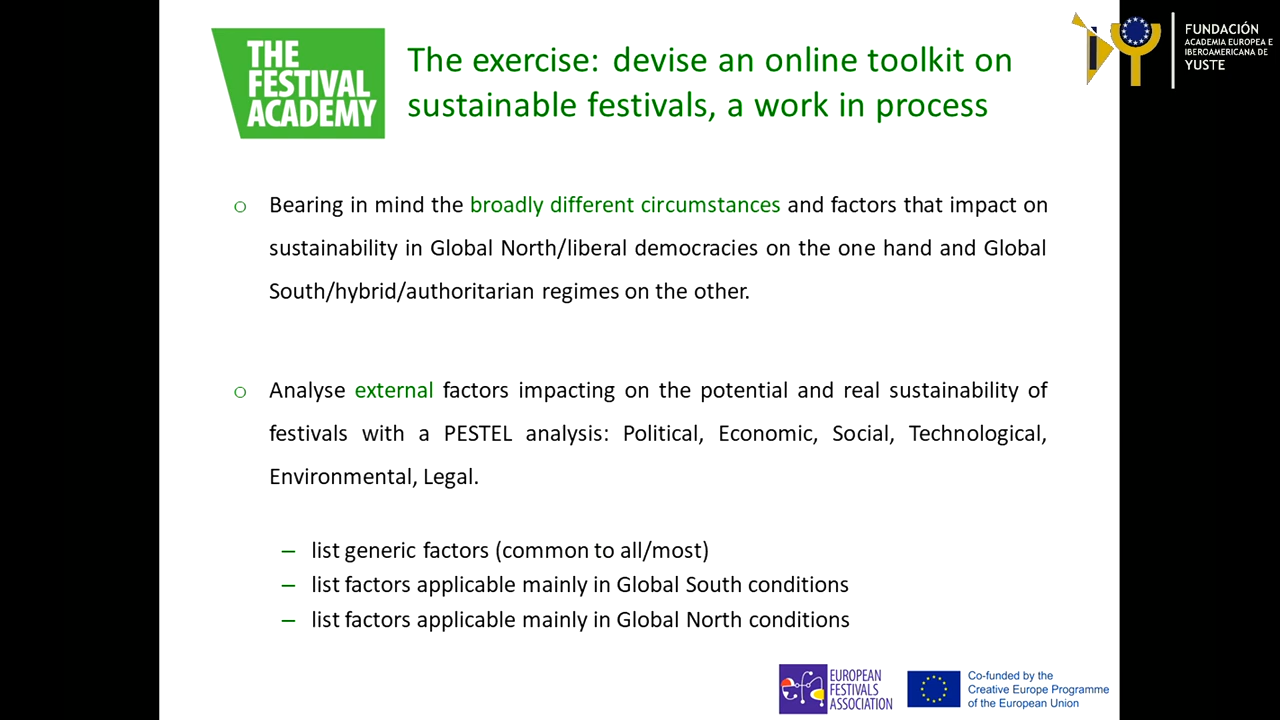 THE
FESTIVAL
ACADEMY
The exercise: devise an online toolkit on
sustainable festivals, a work in process
FUNDACIÓN
ACADEMIA EUROPEA E
IBEROAMERICANA DE
YUSTE
o Bearing in mind the broadly different circumstances and factors that impact on
sustainability in Global North/liberal democracies on the one hand and Global
South/hybrid/authoritarian regimes on the other.
o Analyse external factors impacting on the potential and real sustainability of
festivals with a PESTEL analysis: Political, Economic, Social, Technological,
Environmental, Legal.
– list generic factors (common to all/most)
– list factors applicable mainly in Global South conditions
– list factors applicable mainly in Global North conditions
EUROPEAN
FESTIVALS
ASSOCIATION
Co-funded by the
Creative Europe Programme
of the European Union